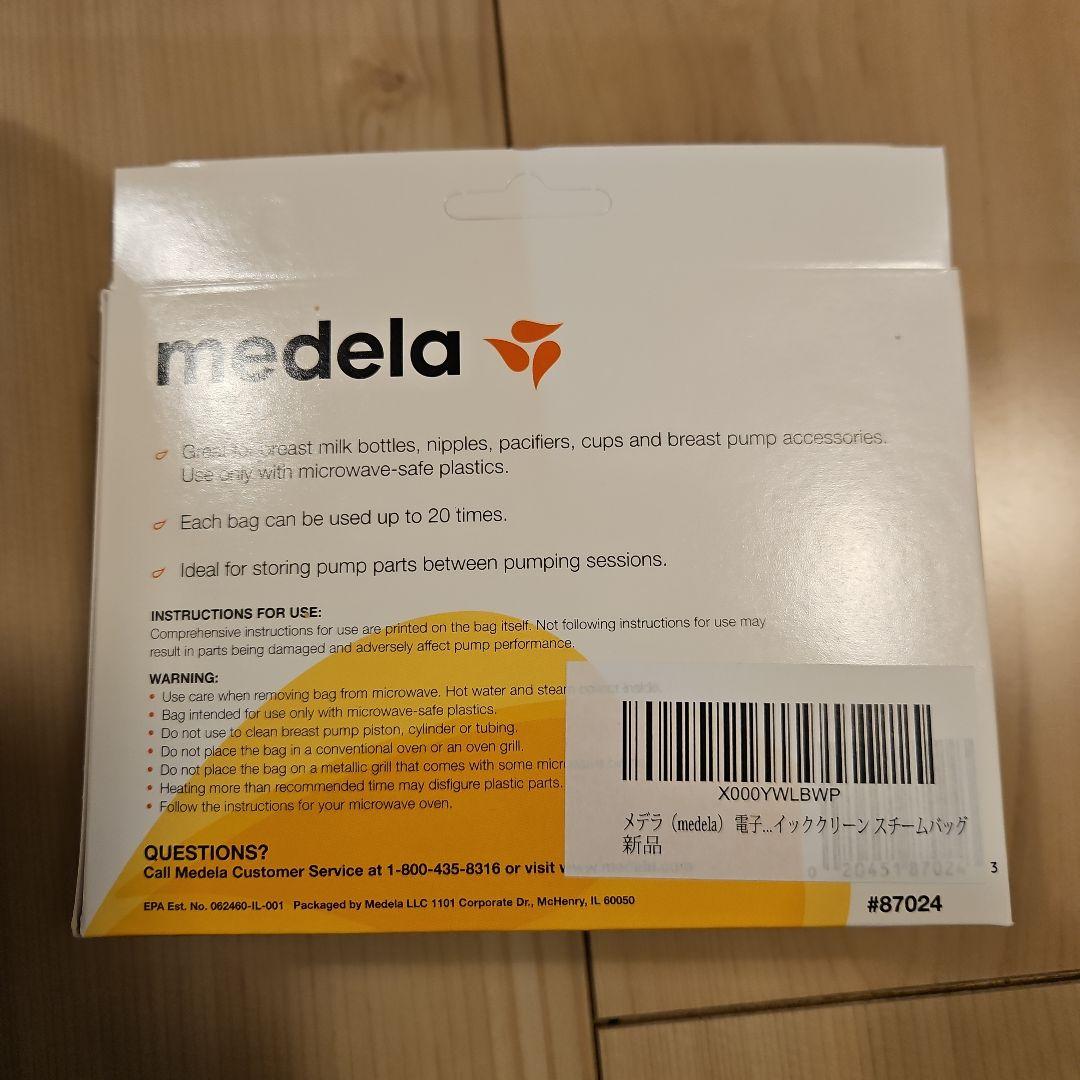 medela
Great for breast milk bottles, nipples, pacifiers, cups and breast pump accessories.
Use only with microwave-safe plastics.
Each bag can be used up to 20 times.
Ideal for storing pump parts between pumping sessions.
INSTRUCTIONS FOR USE:
Comprehensive instructions for use are printed on the bag itself. Not following instructions for use may
result in parts being damaged and adversely affect pump performance.
WARNING:
• Use care when removing bag from microwave. Hot water and steam contact inside.
• Bag intended for use only with microwave-safe plastics.
• Do not use to clean breast pump piston, cylinder or tubing.
• Do not place the bag in a conventional oven or an oven grill.
• Do not place the bag on a metallic grill that comes with some
• Heating more than recommended time may disfigure plastic parts.
• Follow the instructions for your microwave oven.
X000YWLBWP
メデラ（medela）電子...イッククリーン スチームバッグ
新品
QUESTIONS?
Call Medela Customer Service at 1-800-435-8316 or visit www.medela.com
0 20451 87024 3
EPA Est. No. 062460-IL-001 Packaged by Medela LLC 1101 Corporate Dr., McHenry, IL 60050
#87024